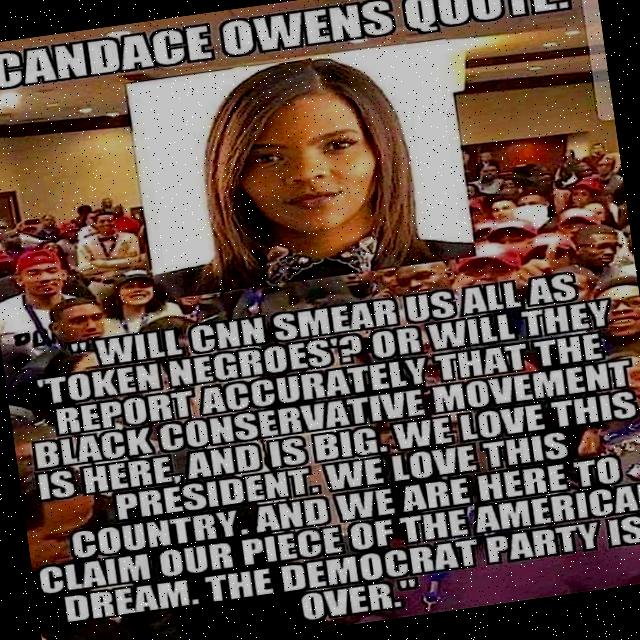 CANDACE OWENS QUOTE:
"WILL CNN SMEAR US ALL AS
'TOKEN NEGROES'? OR WILL THEY
REPORT ACCURATELY THAT THE
BLACK CONSERVATIVE MOVEMENT
IS HERE, AND IS BIG. WE LOVE THIS
PRESIDENT. WE LOVE THIS
COUNTRY. AND WE ARE HERE TO
CLAIM OUR PIECE OF THE AMERICA
DREAM. THE DEMOCRAT PARTY IS
OVER."